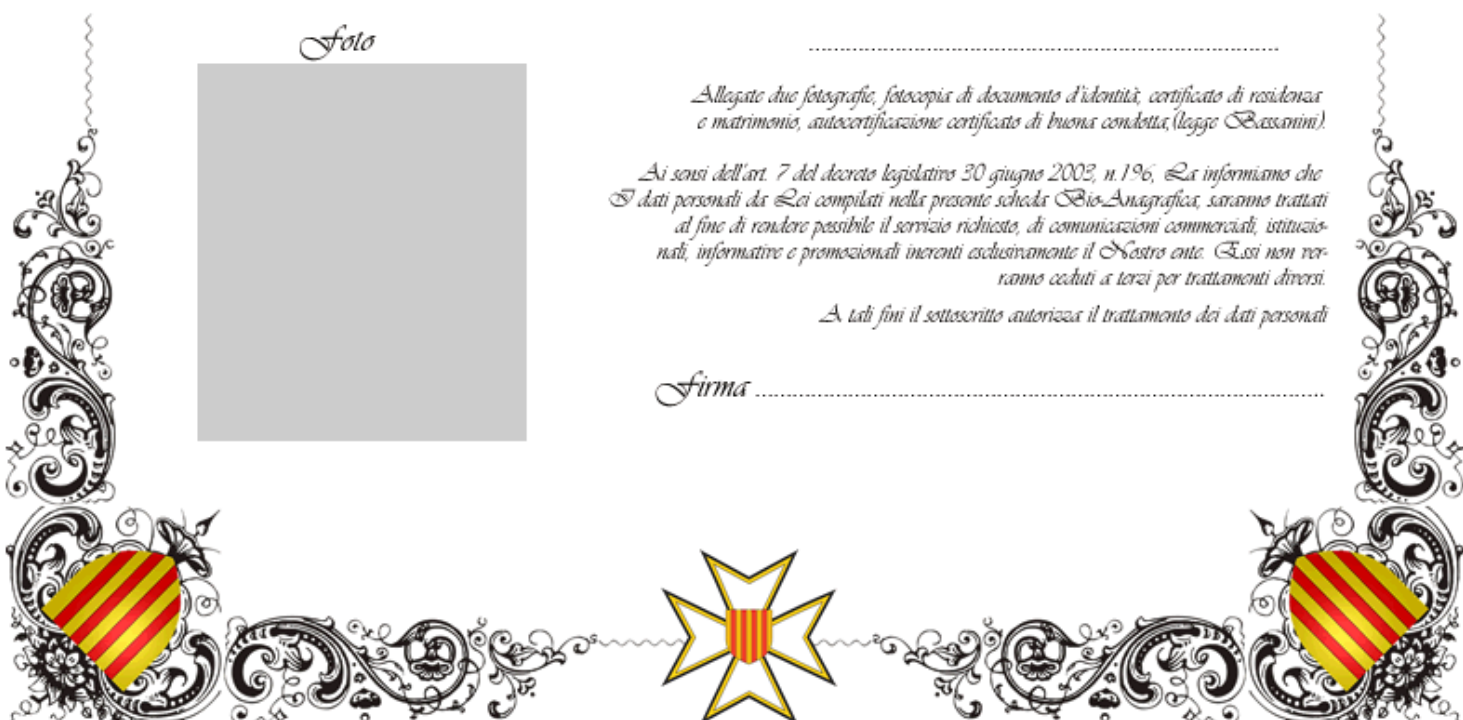 Foto
Allegate due fotografie, fotocopia di documento d'identità, certificato di residenza
e matrimonio, autocertificazione certificato di buona condotta,(legge Bassanini).
Ai sensi dell'art. 7 del decreto legislativo 30 giugno 2003, n.196, La informiamo che
I dati personali da Lei compilati nella presente scheda Bio-Anagrafica, saranno trattati
al fine di rendere possibile il servizio richiesto, di comunicazioni commerciali, istituzio-
nali, informative e promozionali inerenti esclusivamente il Nostro ente. Essi non ver-
ranno ceduti a terzi per trattamenti diversi.
A tali fini il sottoscritto autorizza il trattamento dei dati personali
Firma